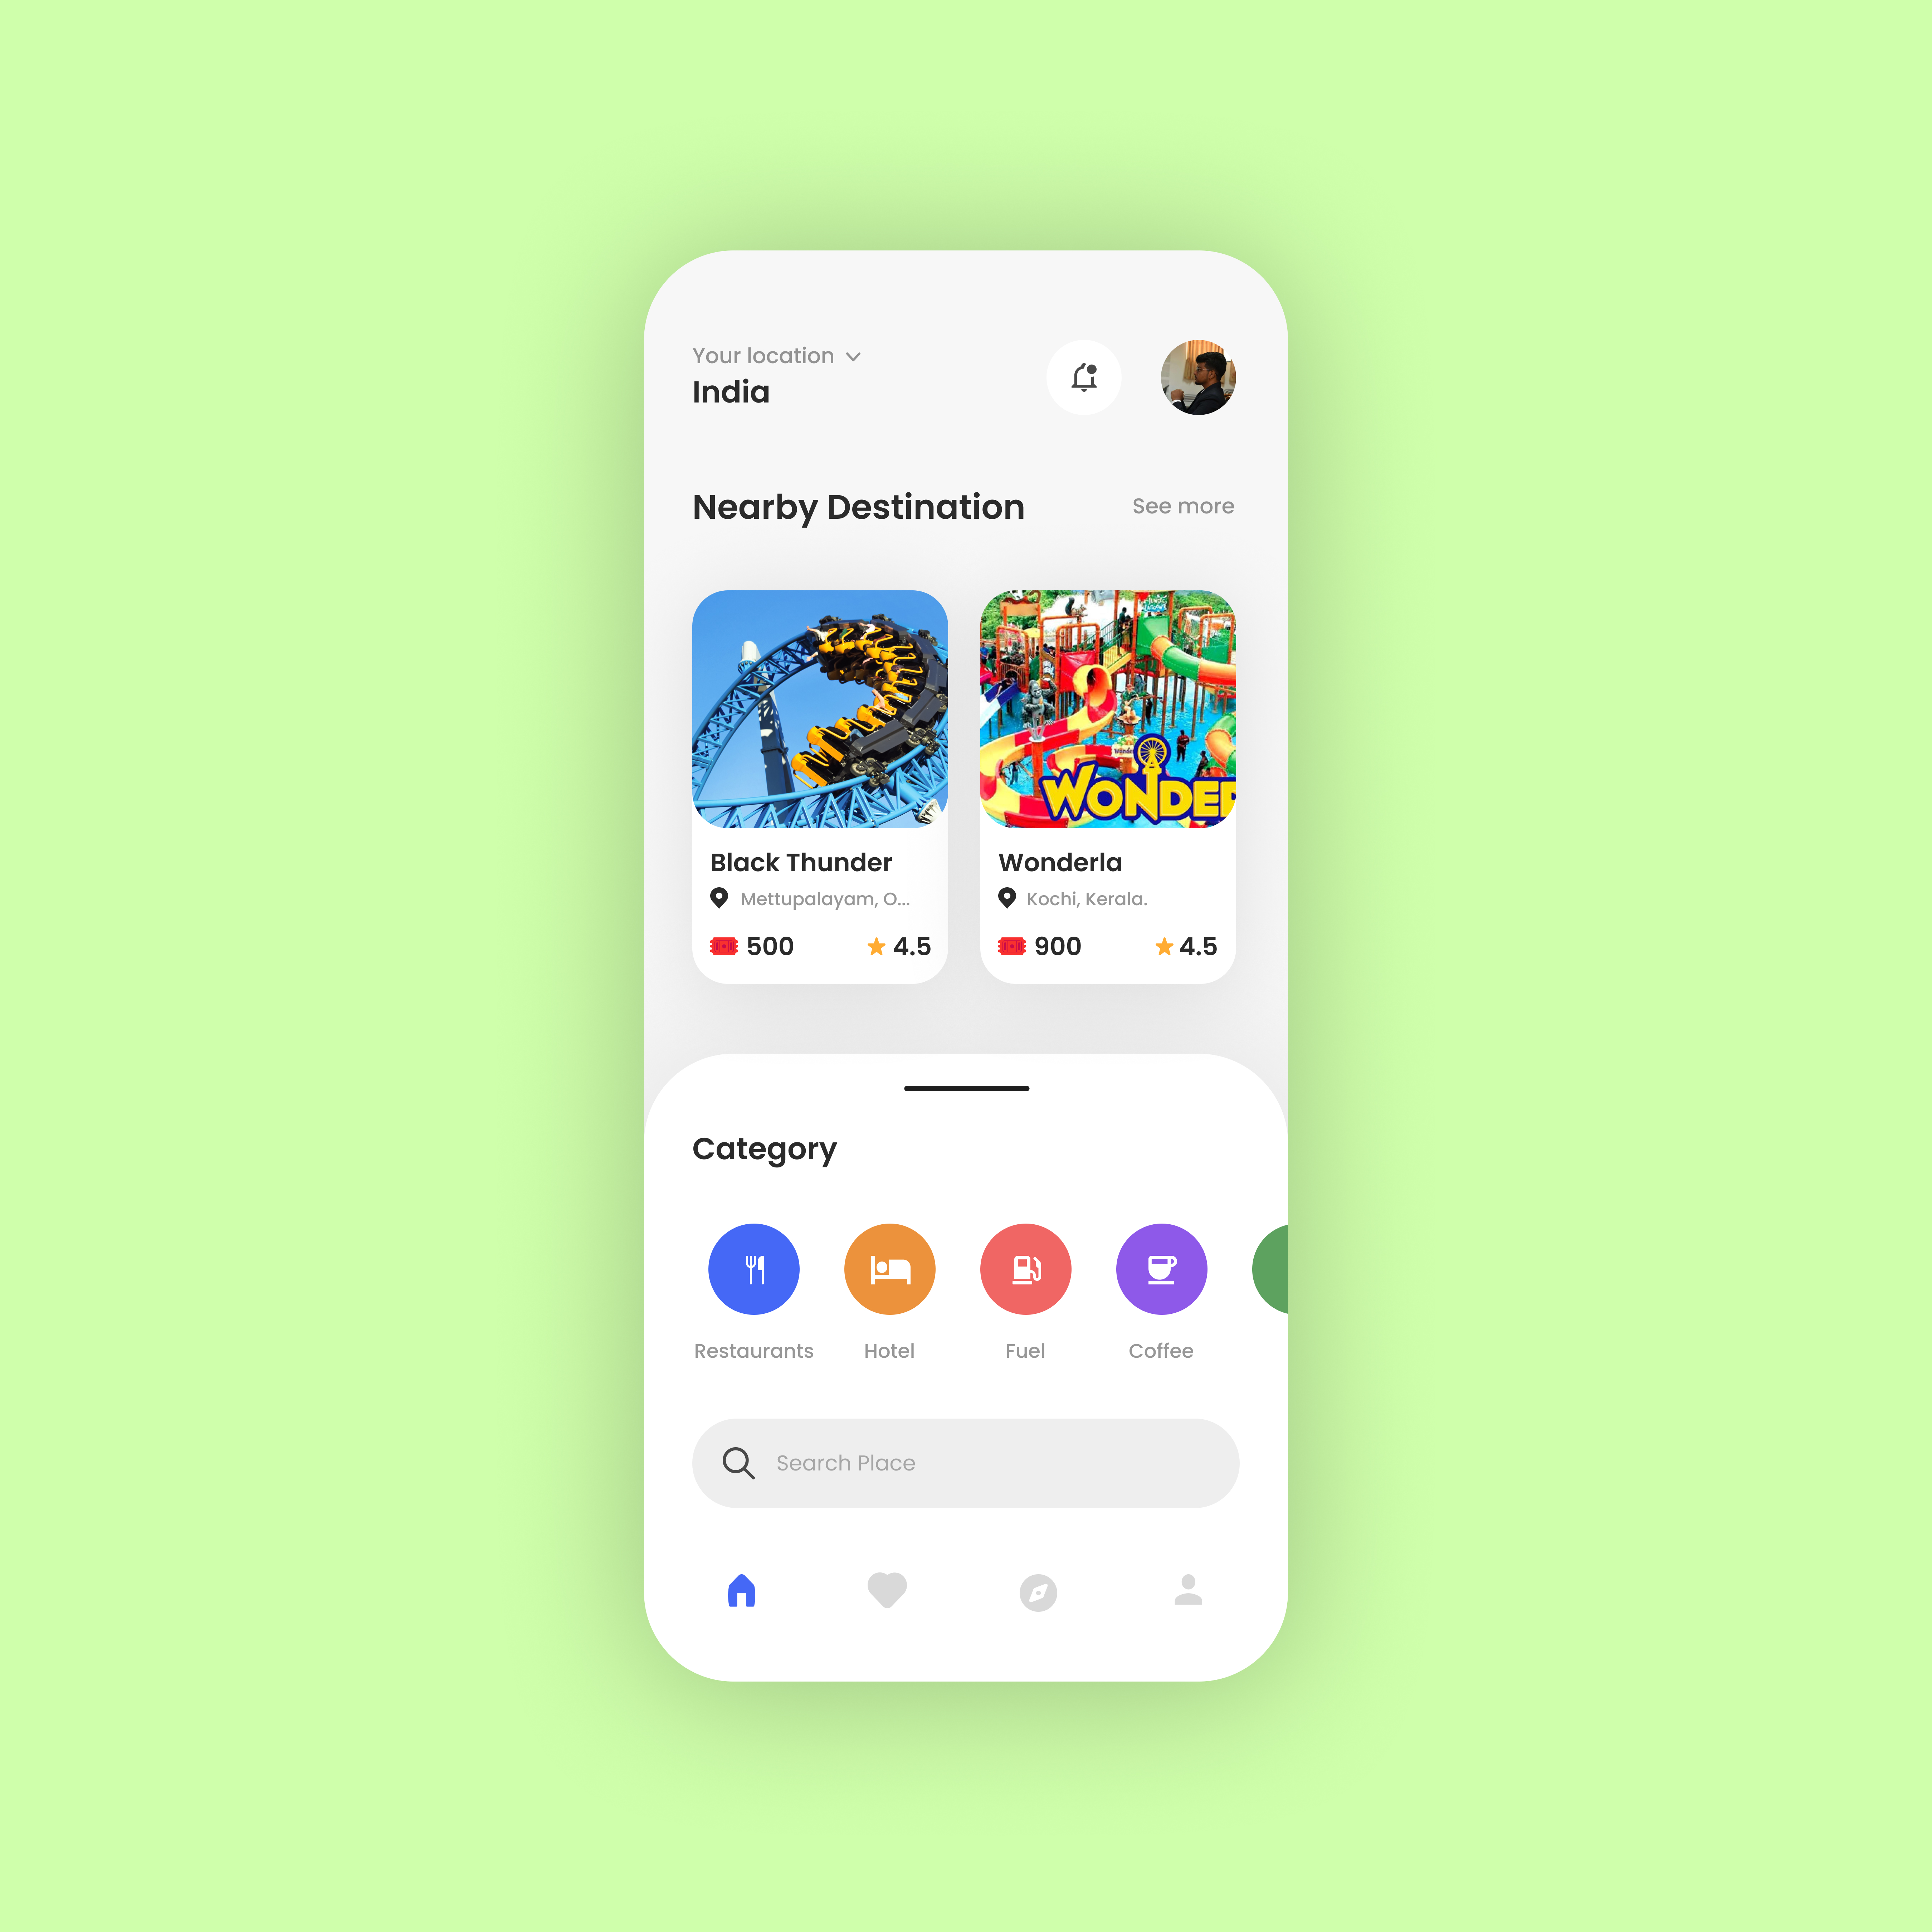 Your location
India
Nearby Destination
See more
WONDER
Black Thunder
Mettupalayam, O...
500
4.5
Wonderla
Kochi, Kerala.
900
4.5
Category
Restaurants
Hotel
Fuel
Coffee
Search Place